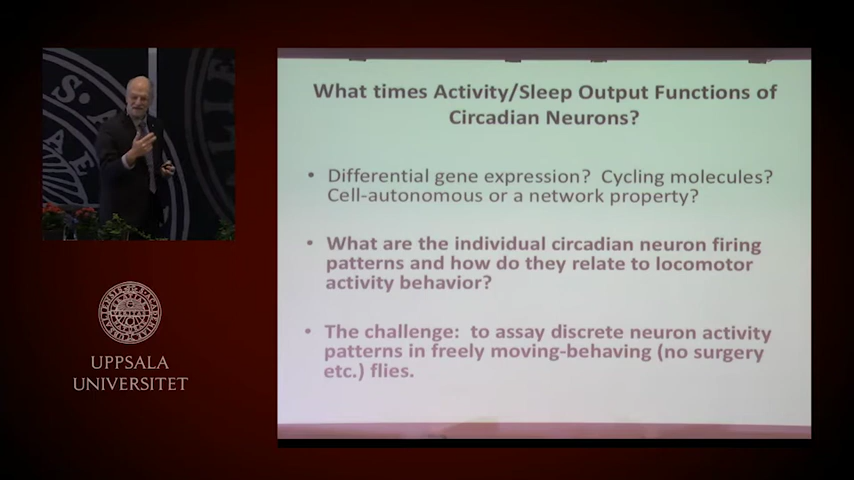 What times Activity/Sleep Output Functions of
Circadian Neurons?
• Differential gene expression? Cycling molecules?
Cell-autonomous or a network property?
• What are the individual circadian neuron firing
patterns and how do they relate to locomotor
activity behavior?
• The challenge: to assay discrete neuron activity
patterns in freely moving-behaving (no surgery
etc.) flies.
UPPSALA
UNIVERSITET